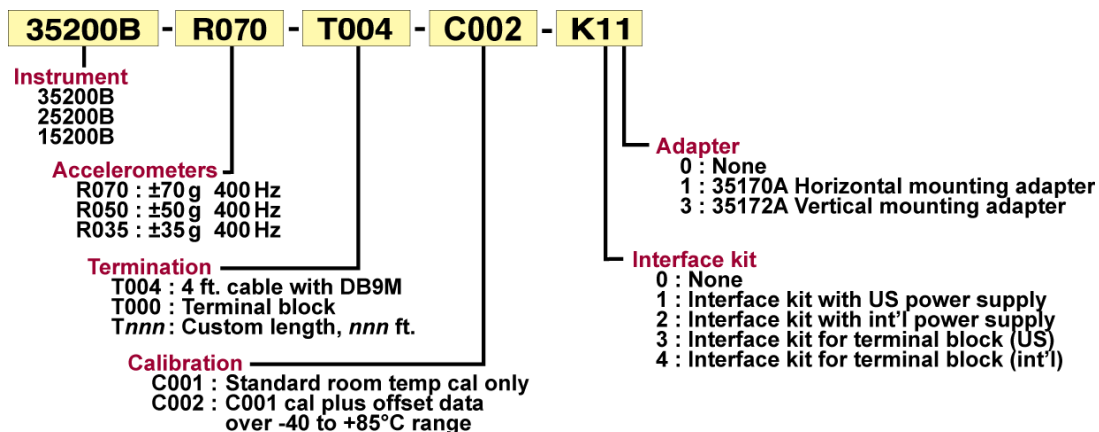 35200B - R070 - T004 - C002 - K11
Instrument
35200B
25200B
15200B
Accelerometers
R070 : ±70 g 400 Hz
R050 : ±50 g 400 Hz
R035 : ±35 g 400 Hz
Termination
T004 : 4 ft. cable with DB9M
T000 : Terminal block
Tnnn : Custom length, nnn ft.
Calibration
C001 : Standard room temp cal only
C002 : C001 cal plus offset data
over -40 to +85°C range
Adapter
0 : None
1 : 35170A Horizontal mounting adapter
3 : 35172A Vertical mounting adapter
Interface kit
0 : None
1 : Interface kit with US power supply
2 : Interface kit with int'l power supply
3 : Interface kit for terminal block (US)
4 : Interface kit for terminal block (int'l)